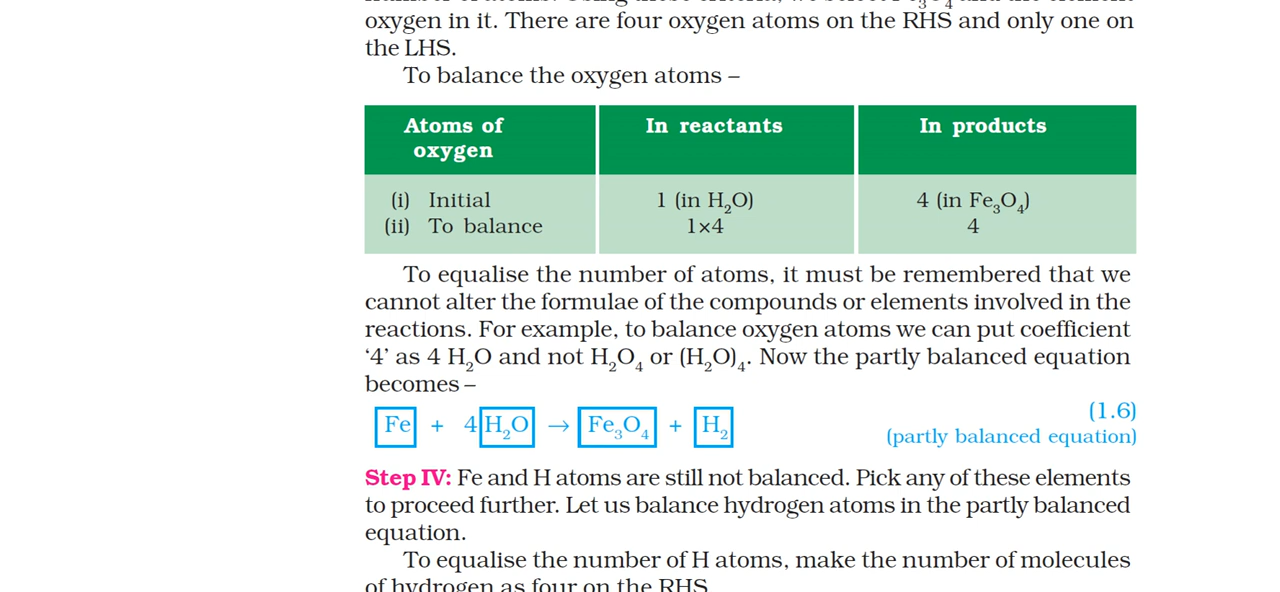 oxygen in it. There are four oxygen atoms on the RHS and only one on
the LHS.
To balance the oxygen atoms –
Atoms of oxygen In reactants In products
(i) Initial 1 (in H₂O) 4 (in Fe₃O₄)
(ii) To balance 1×4 4
To equalise the number of atoms, it must be remembered that we
cannot alter the formulae of the compounds or elements involved in the
reactions. For example, to balance oxygen atoms we can put coefficient
‘4’ as 4 H₂O and not H₂O₄ or (H₂O)₄. Now the partly balanced equation
becomes –
Fe + 4 H₂O → Fe₃O₄ + H₂ (1.6)
(partly balanced equation)
Step IV: Fe and H atoms are still not balanced. Pick any of these elements
to proceed further. Let us balance hydrogen atoms in the partly balanced
equation.
To equalise the number of H atoms, make the number of molecules
of hydrogen as four on the RHS.